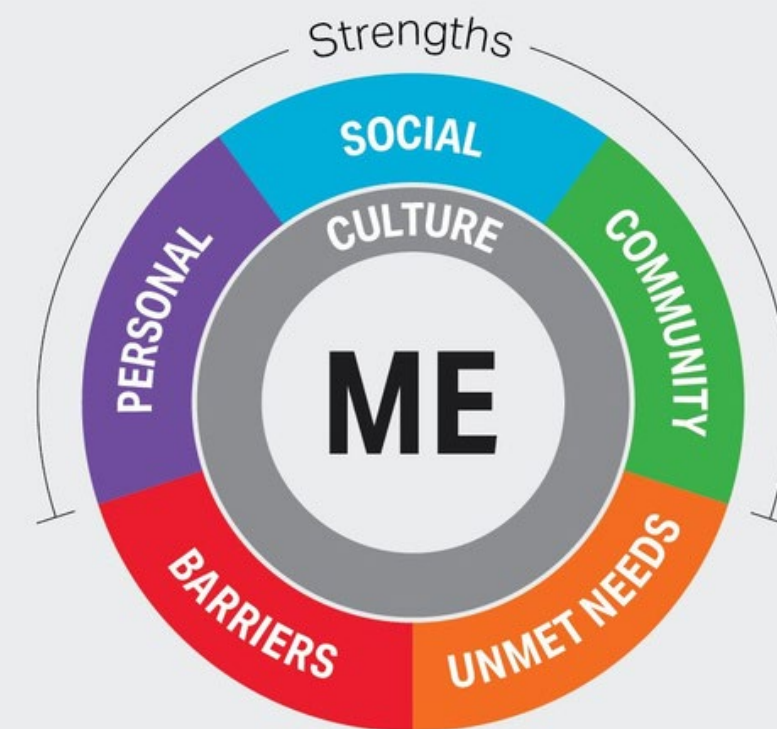 Strengths
SOCIAL
PERSONAL
COMMUNITY
CULTURE
ME
BARRIERS
UNMET NEEDS